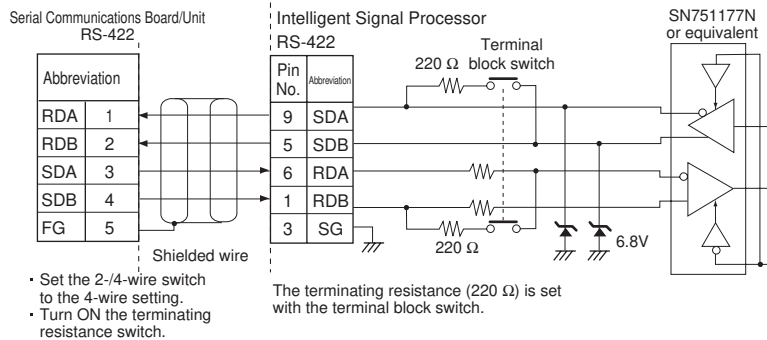 Serial Communications Board/Unit
RS-422
Intelligent Signal Processor
RS-422
SN751177N
or equivalent
Terminal
block switch
220 Ω
Abbreviation
Pin
No.
Abbreviation
RDA 1
9 SDA
RDB 2
5 SDB
SDA 3
6 RDA
SDB 4
1 RDB
FG 5
3 SG
Shielded wire
220 Ω
6.8V
· Set the 2-/4-wire switch
to the 4-wire setting.
· Turn ON the terminating
resistance switch.
The terminating resistance (220 Ω) is set
with the terminal block switch.